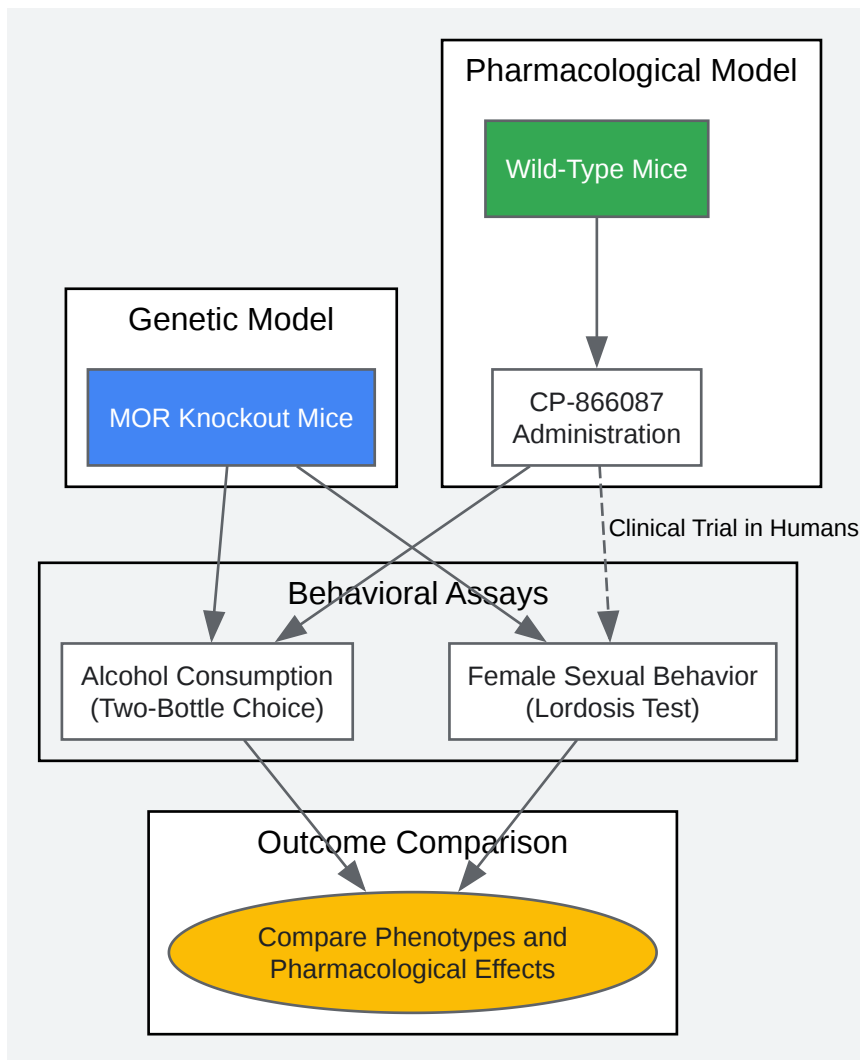 Pharmacological Model
Wild-Type Mice
Genetic Model
MOR Knockout Mice
CP-866087
Administration
Clinical Trial in Humans
Behavioral Assays
Alcohol Consumption
(Two-Bottle Choice)
Female Sexual Behavior
(Lordosis Test)
Outcome Comparison
Compare Phenotypes and
Pharmacological Effects